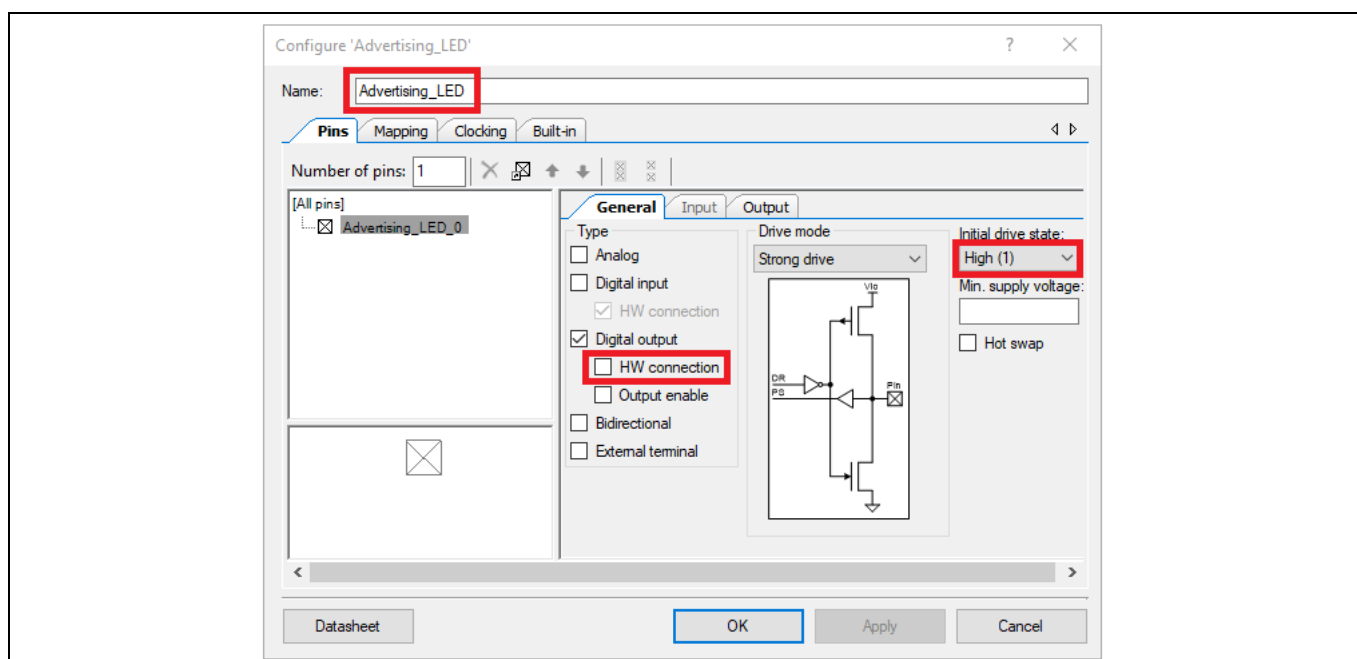 Configure 'Advertising_LED' ? ×
Name: Advertising_LED
Pins Mapping Clocking Built-in
Number of pins: 1
[All pins]
Advertising_LED_0
General Input Output
Type
Analog
Digital input
HW connection
Digital output
HW connection
Output enable
Bidirectional
External terminal
Drive mode
Strong drive
Vio
DR
PS
Pin
Initial drive state:
High (1)
Min. supply voltage:
Hot swap
Datasheet OK Apply Cancel